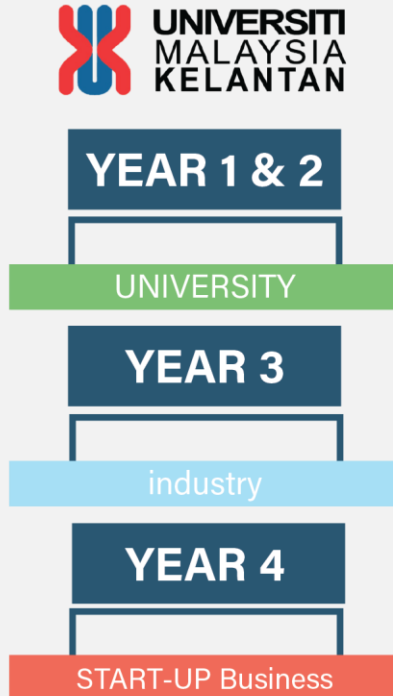 UNIVERSITI
MALAYSIA
KELANTAN
YEAR 1 & 2
UNIVERSITY
YEAR 3
industry
YEAR 4
START-UP Business